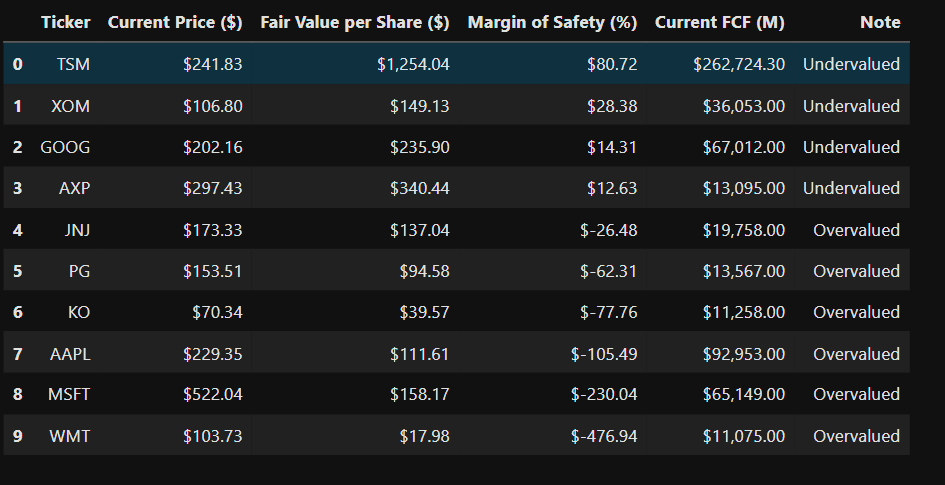 Ticker Current Price ($) Fair Value per Share ($) Margin of Safety (%) Current FCF (M) Note
0 TSM $241.83 $1,254.04 $80.72 $262,724.30 Undervalued
1 XOM $106.80 $149.13 $28.38 $36,053.00 Undervalued
2 GOOG $202.16 $235.90 $14.31 $67,012.00 Undervalued
3 AXP $297.43 $340.44 $12.63 $13,095.00 Undervalued
4 JNJ $173.33 $137.04 $-26.48 $19,758.00 Overvalued
5 PG $153.51 $94.58 $-62.31 $13,567.00 Overvalued
6 KO $70.34 $39.57 $-77.76 $11,258.00 Overvalued
7 AAPL $229.35 $111.61 $-105.49 $92,953.00 Overvalued
8 MSFT $522.04 $158.17 $-230.04 $65,149.00 Overvalued
9 WMT $103.73 $17.98 $-476.94 $11,075.00 Overvalued